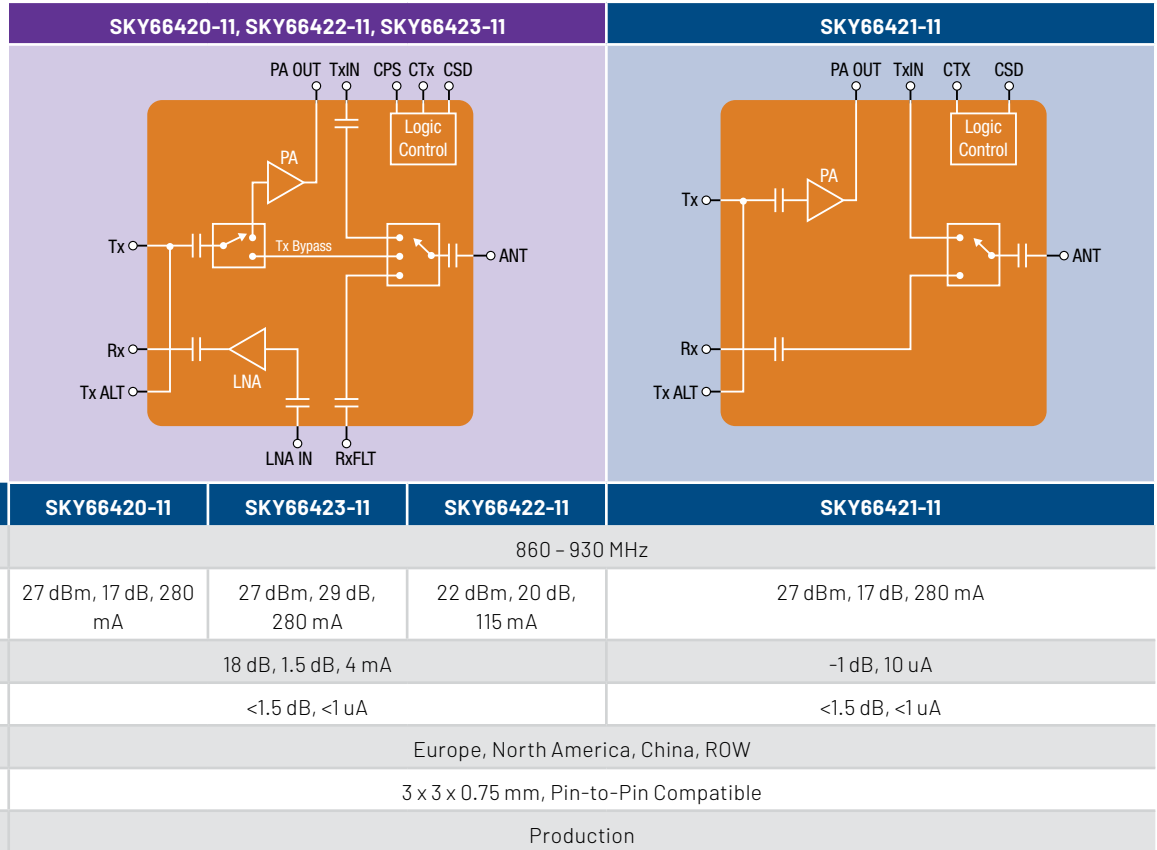 SKY66420-11, SKY66422-11, SKY66423-11
SKY66421-11
PA OUT TxIN CPS CTx CSD
Logic
Control
PA
Tx
Tx Bypass
ANT
Rx
LNA
Tx ALT
LNA IN RxFLT
PA OUT TxIN CTX CSD
Logic
Control
PA
Tx
ANT
Rx
Tx ALT
SKY66420-11 SKY66423-11 SKY66422-11 SKY66421-11
860 – 930 MHz
27 dBm, 17 dB, 280
mA
27 dBm, 29 dB,
280 mA
22 dBm, 20 dB,
115 mA
27 dBm, 17 dB, 280 mA
18 dB, 1.5 dB, 4 mA
-1 dB, 10 uA
<1.5 dB, <1 uA
<1.5 dB, <1 uA
Europe, North America, China, ROW
3 x 3 x 0.75 mm, Pin-to-Pin Compatible
Production